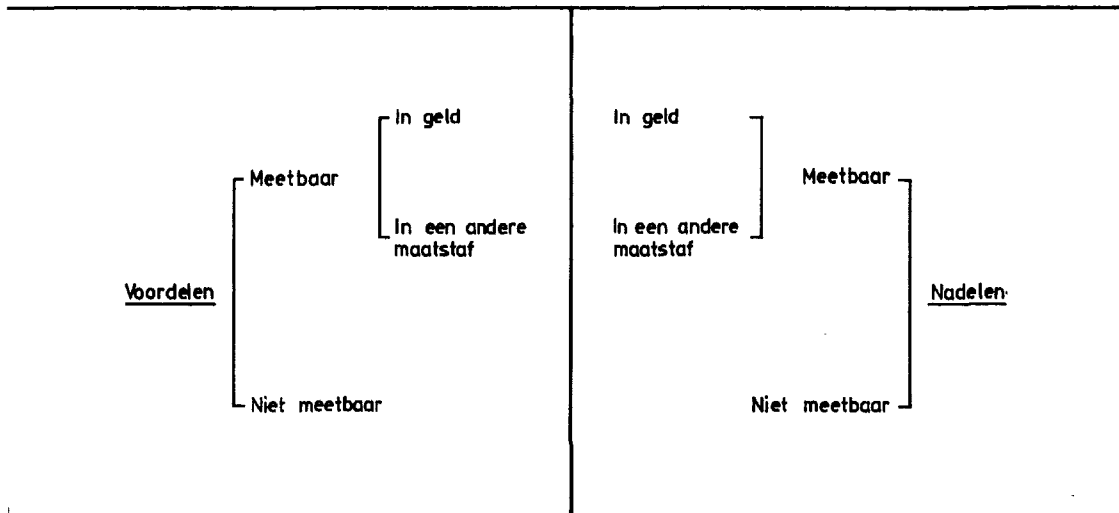 In geld
Meetbaar
In een andere
maatstaf
Voordelen
Niet meetbaar
In geld
Meetbaar
In een andere
maatstaf
Nadelen
Niet meetbaar